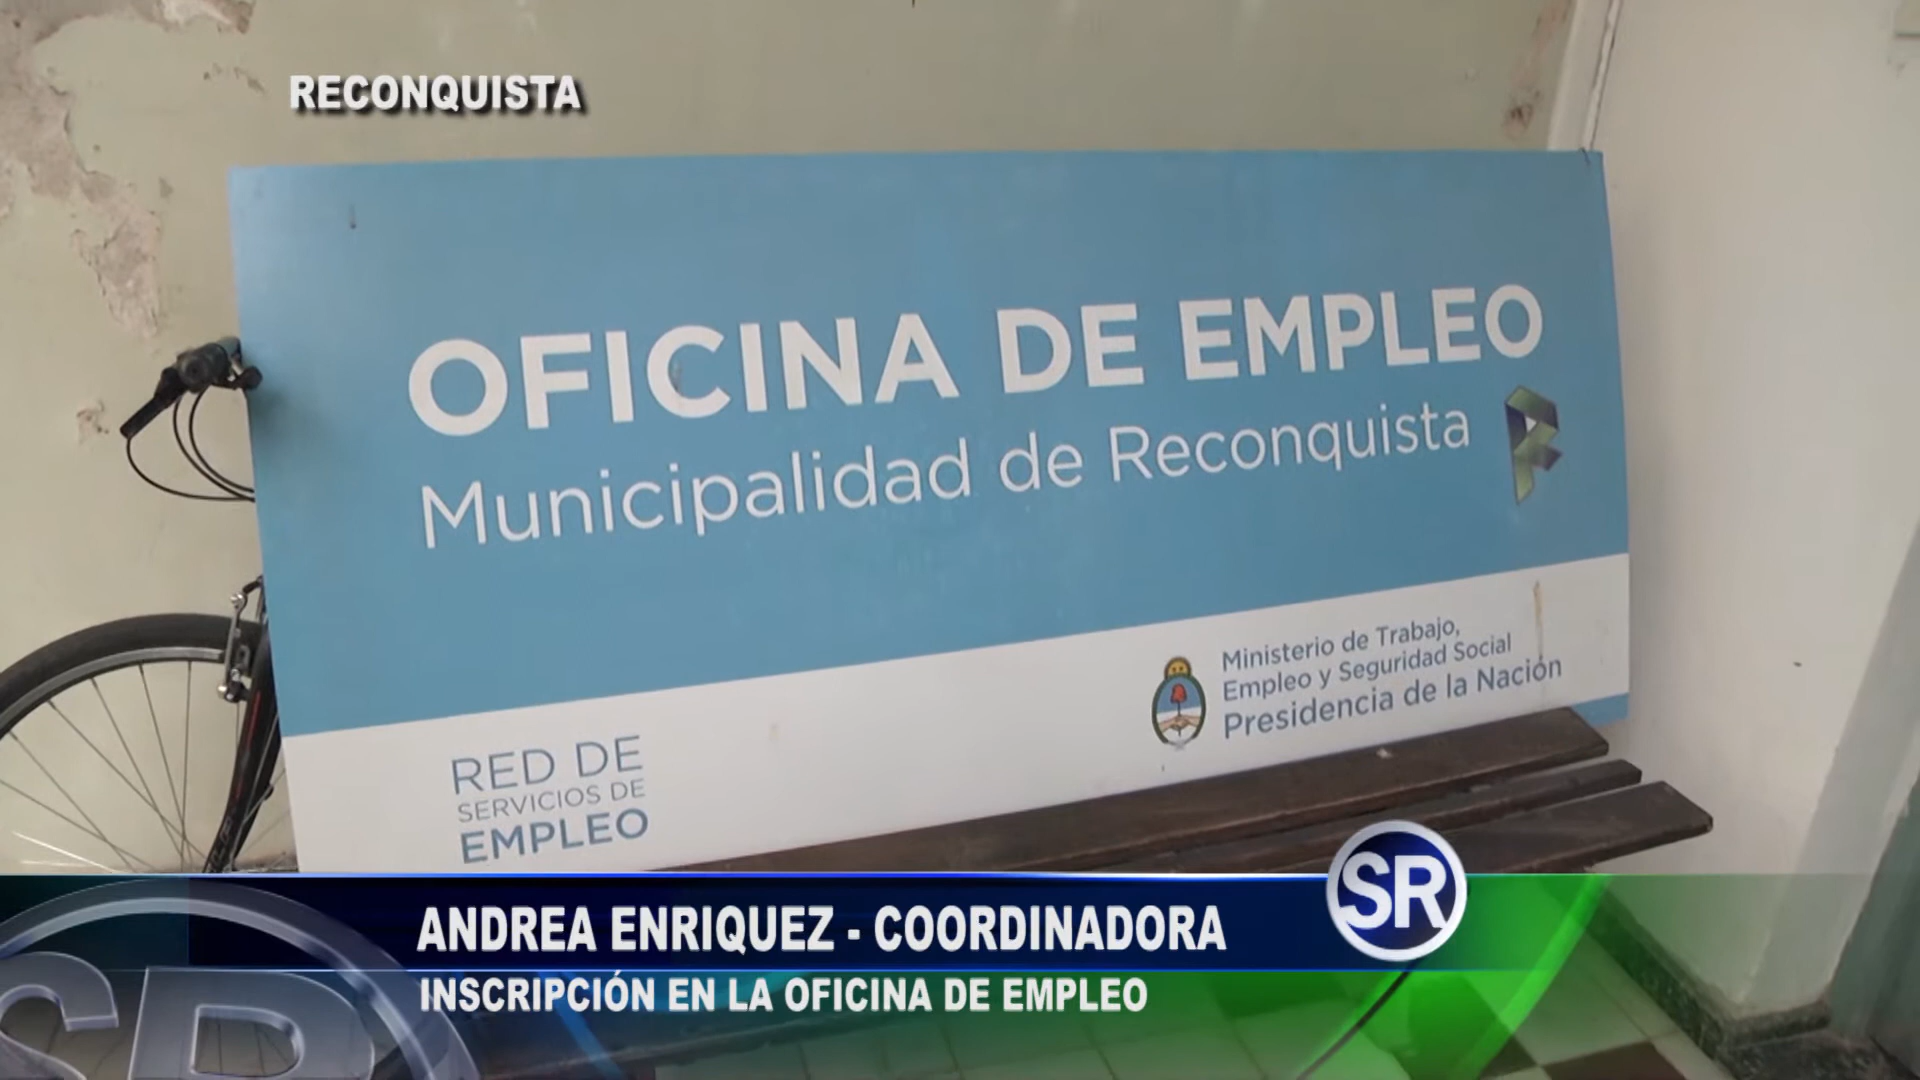 RECONQUISTA
OFICINA DE EMPLEO
Municipalidad de Reconquista
Ministerio de Trabajo,
Empleo y Seguridad Social
Presidencia de la Nación
RED DE
SERVICIOS DE
EMPLEO
ANDREA ENRIQUEZ - COORDINADORA
SR
INSCRIPCIÓN EN LA OFICINA DE EMPLEO
SR